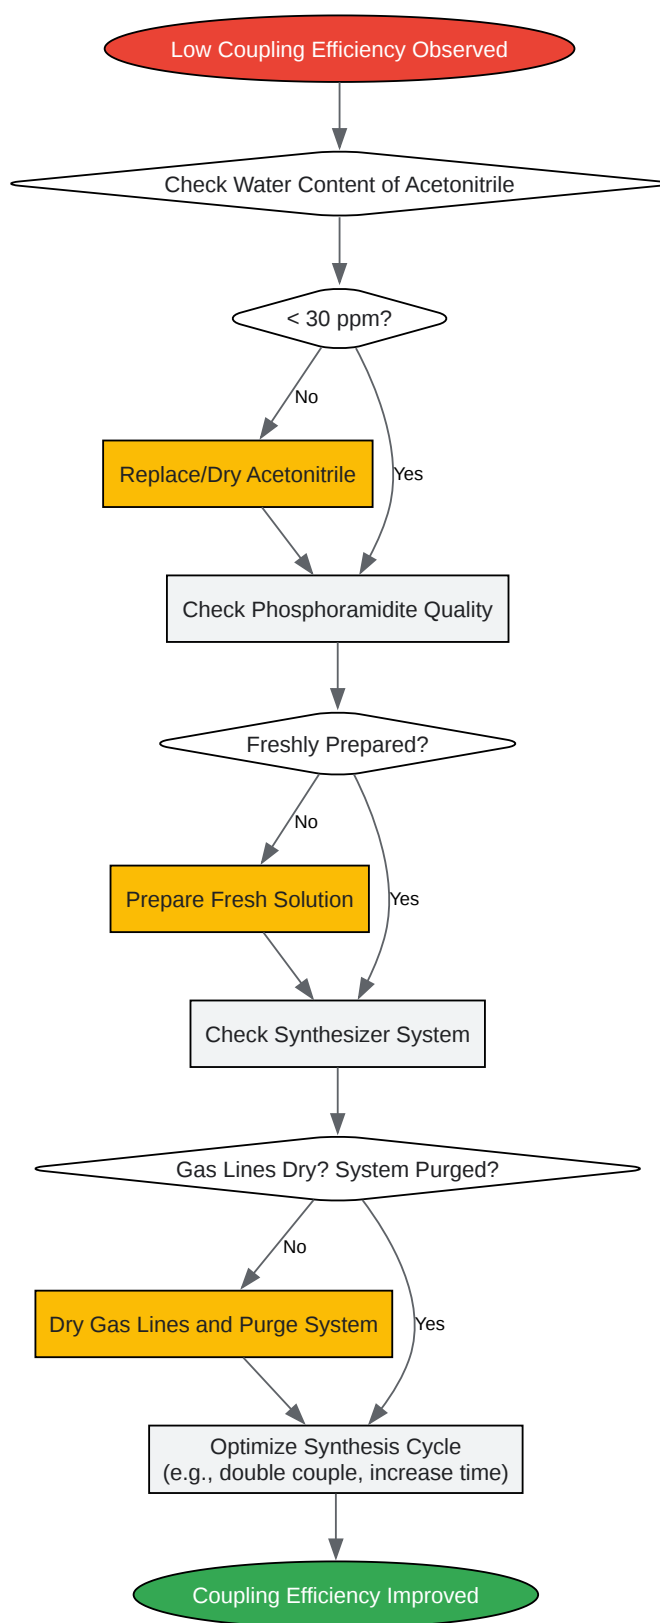 Low Coupling Efficiency Observed
Check Water Content of Acetonitrile
< 30 ppm?
No
Replace/Dry Acetonitrile
Yes
Check Phosphoramidite Quality
Freshly Prepared?
No
Prepare Fresh Solution
Yes
Check Synthesizer System
Gas Lines Dry? System Purged?
No
Dry Gas Lines and Purge System
Yes
Optimize Synthesis Cycle
(e.g., double couple, increase time)
Coupling Efficiency Improved